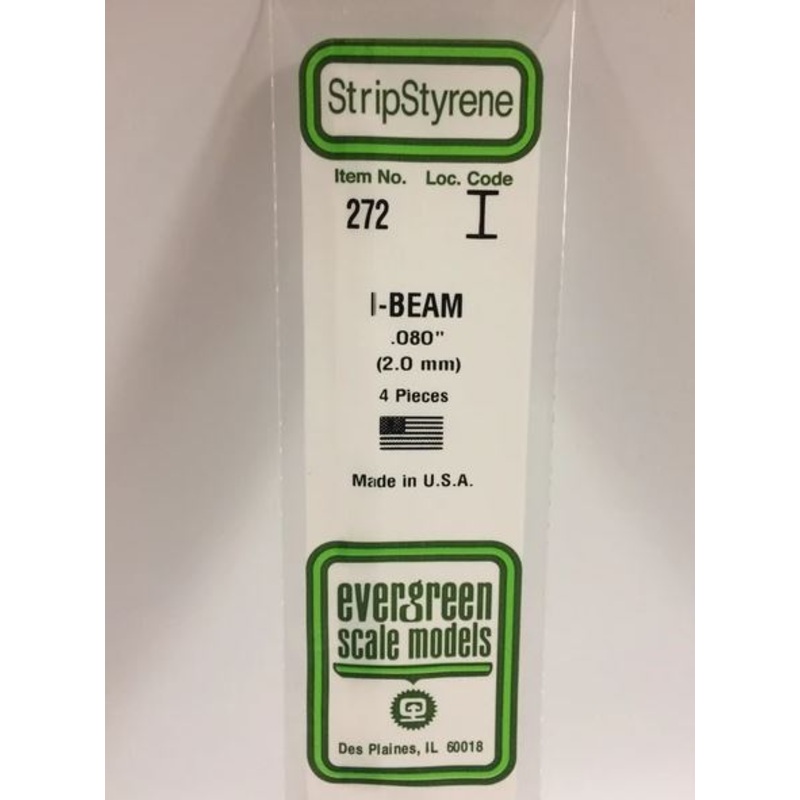 StripStyrene
Item No. Loc. Code
272 I
I-BEAM
.080"
(2.0 mm)
4 Pieces
Made in U.S.A.
evergreen
scale models
Des Plaines, IL 60018